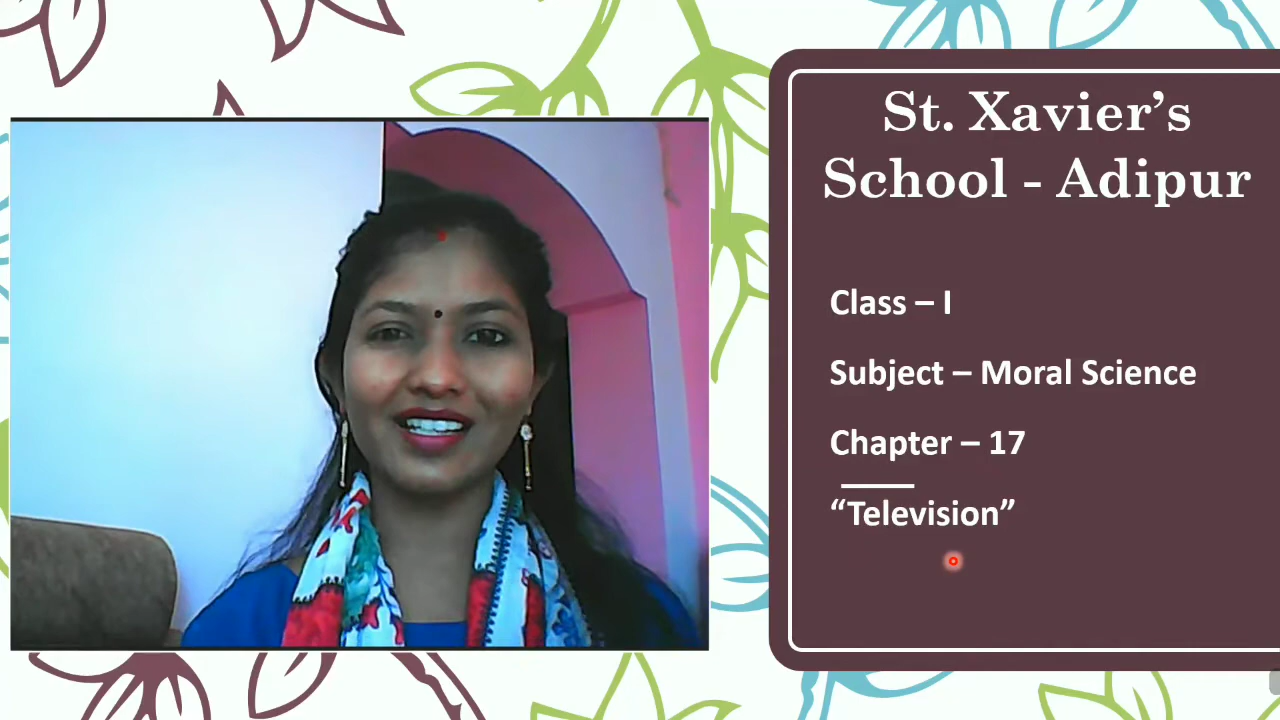 St. Xavier’s
School - Adipur
Class – I
Subject – Moral Science
Chapter – 17
“Television”